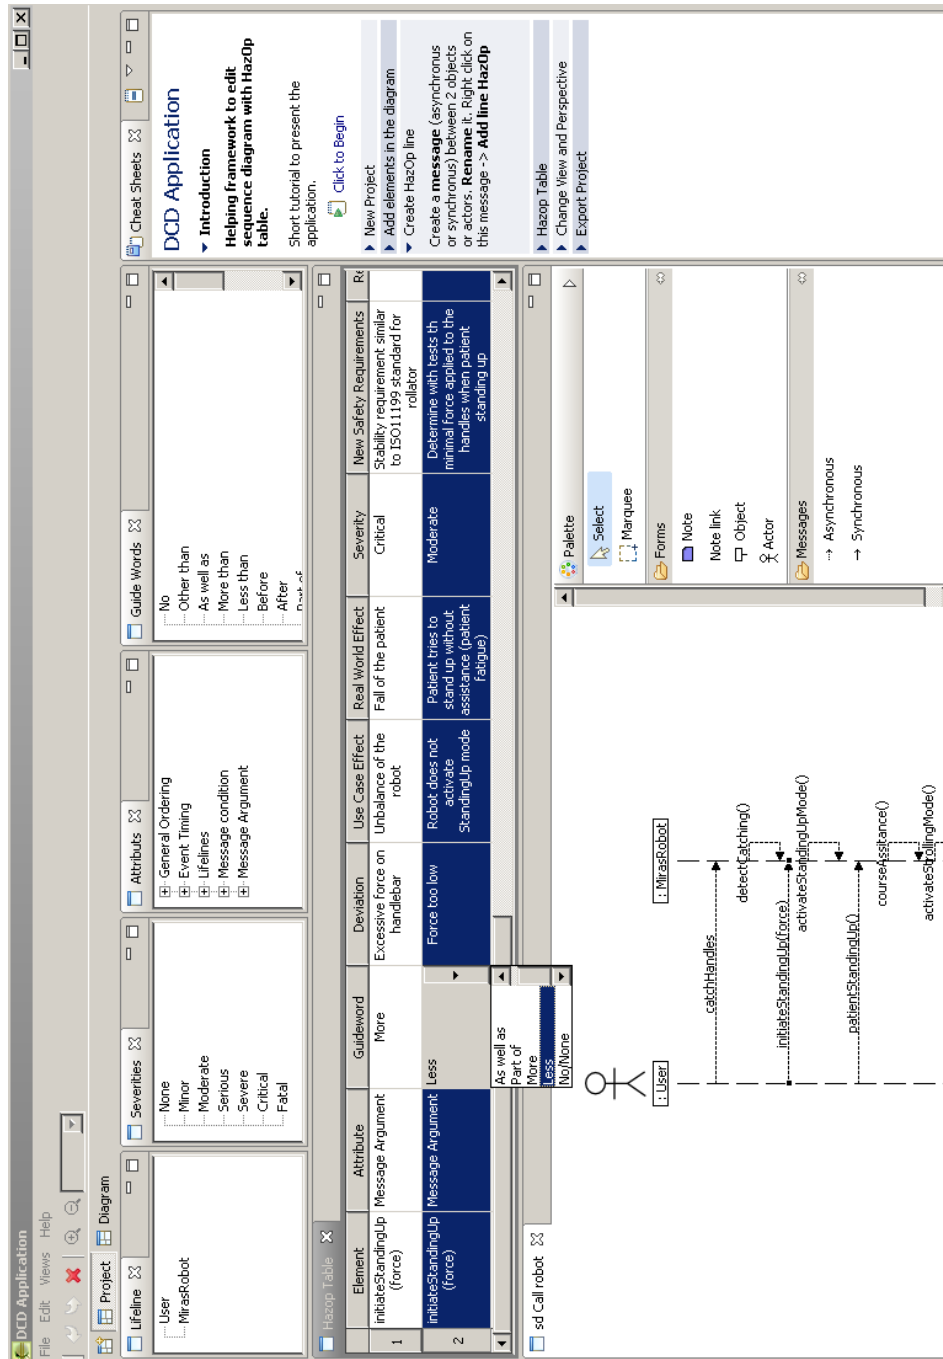 DCD Application
File Edit Views Help
Project
Diagram
Lifeline
User
MirasRobot
Severities
None
Minor
Moderate
Serious
Severe
Critical
Fatal
Attributs
General Ordering
Event Timing
Lifelines
Message condition
Message Argument
Guide Words
No
Other than
As well as
More than
Less than
Before
After
Part of
Cheat Sheets
DCD Application
Introduction
Helping framework to edit
sequence diagram with HazOp
table.
Short tutorial to present the
application.
Click to Begin
New Project
Add elements in the diagram
Create HazOp line
Create a message (asynchronus
or synchronus) between 2 objects
or actors. Rename it. Right click on
this message -> Add line HazOp
Hazop Table
Change View and Perspective
Export Project
Hazop Table
Element Attribute Guideword Deviation Use Case Effect Real World Effect Severity New Safety Requirements Re
1
initiateStandingUp
(force)
Message Argument
More
Excessive force on
handlebar
Unbalance of the
robot
Fall of the patient
Critical
Stability requirement similar
to ISO11199 standard for
rollator
2
initiateStandingUp
(force)
Message Argument
Less
Force too low
Robot does not
activate
StandingUp mode
Patient tries to
stand up without
assistance (patient
fatigue)
Moderate
Determine with tests th
minimal force applied to the
handles when patient
standing up
As well as
Part of
More
Less
No/None
sd Call robot
: User
: MirasRobot
catchHandles
detectCatching()
initiateStandingUp(force)
activateStandingUpMode()
patientStandingUp()
courseAssitance()
activateStrollingMode()
Palette
Select
Marquee
Forms
Note
Note link
Object
Actor
Messages
Asynchronous
Synchronous